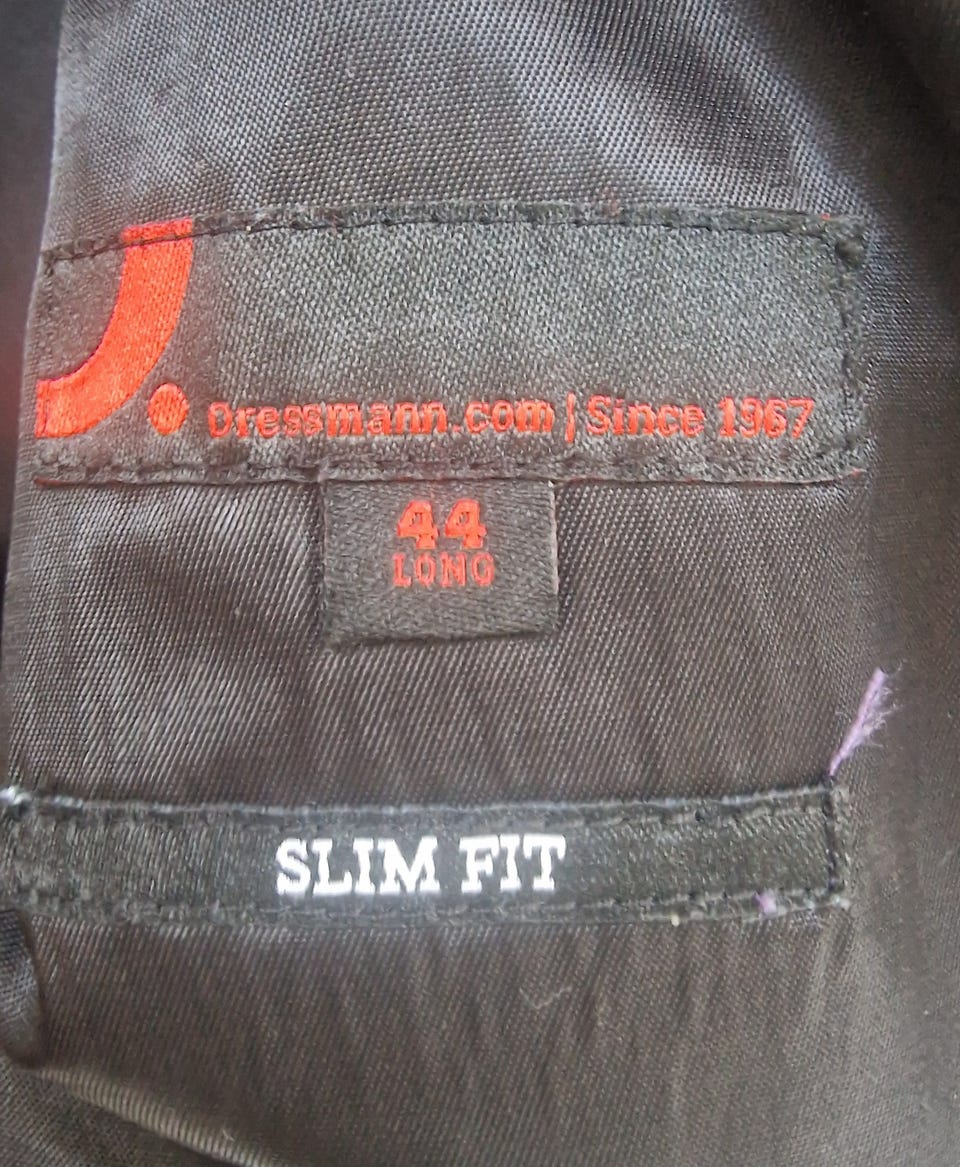 Dressmann.com | Since 1967
44
LONG
SLIM FIT